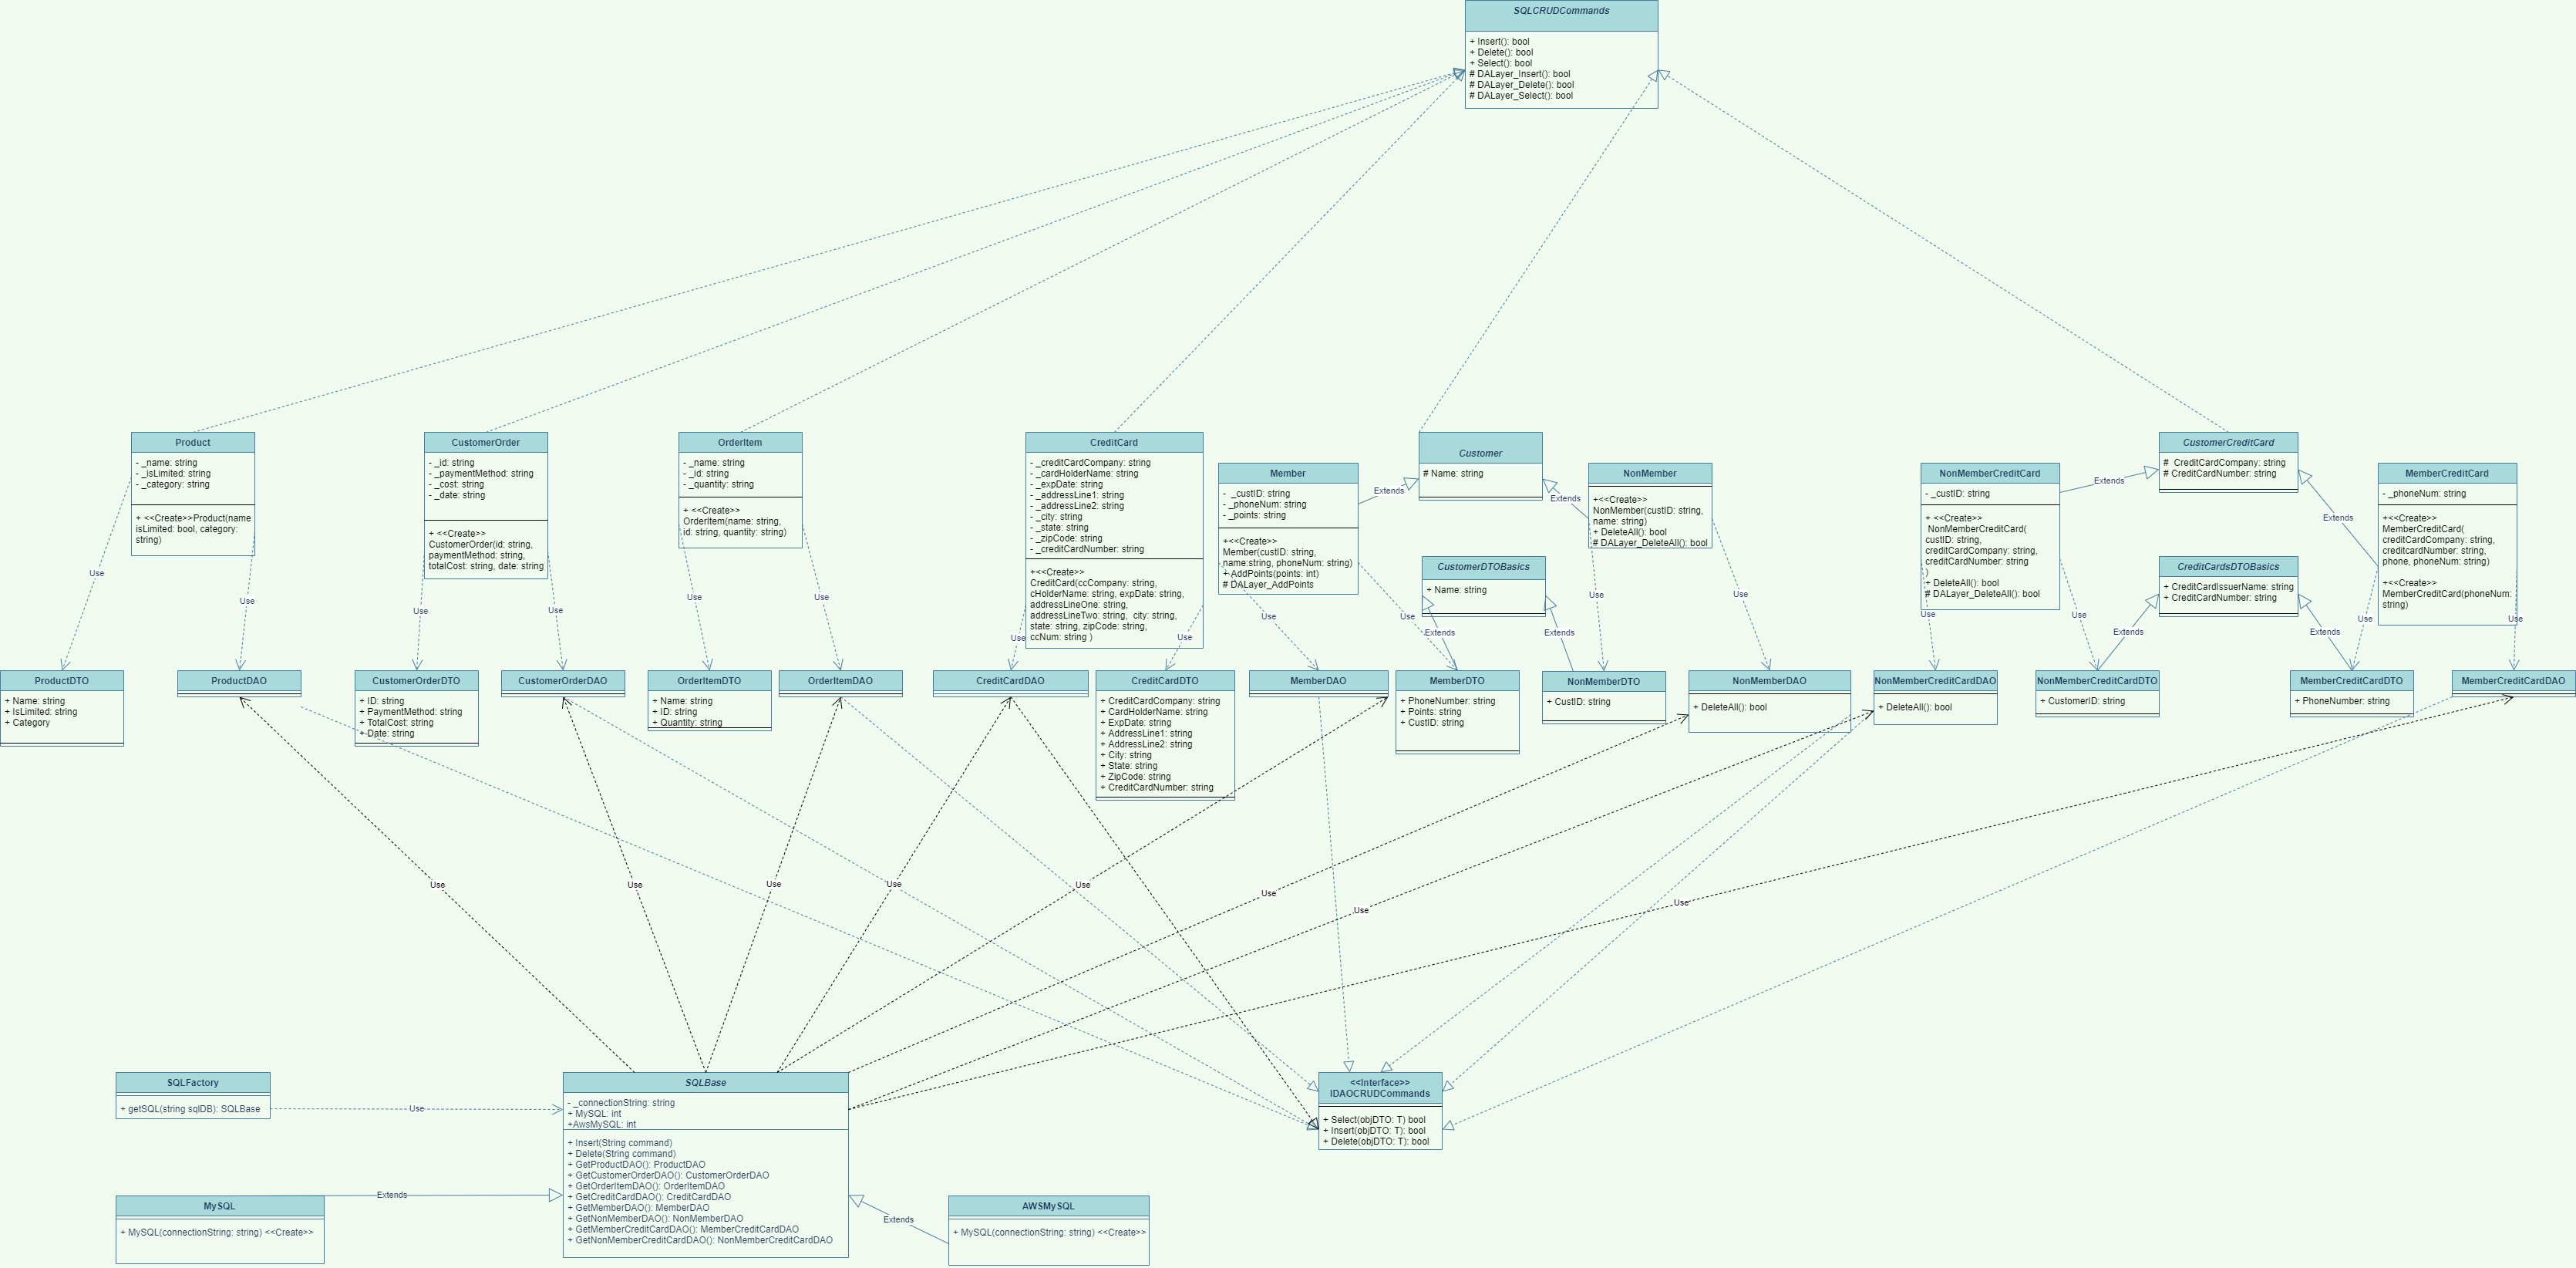 SQLCRUDCommands
+ Insert(): bool
+ Delete(): bool
+ Select(): bool
# DALayer_Insert(): bool
# DALayer_Delete(): bool
# DALayer_Select(): bool
Product
- _name: string
- _isLimited: string
- _category: string
+ <<Create>>Product(name
isLimited: bool, category:
string)
CustomerOrder
- _id: string
- _paymentMethod: string
- _cost: string
- _date: string
+ <<Create>>
CustomerOrder(id: string,
paymentMethod: string,
totalCost: string, date: string
OrderItem
- _name: string
- _id: string
- _quantity: string
+ <<Create>>
OrderItem(name: string,
id: string, quantity: string)
CreditCard
- _creditCardCompany: string
- _cardHolderName: string
- _expDate: string
- _addressLine1: string
- _addressLine2: string
- _city: string
- _state: string
- _zipCode: string
- _creditCardNumber: string
+<<Create>>
CreditCard(ccCompany: string,
cHolderName: string, expDate: string,
addressLineOne: string,
addressLineTwo: string,  city: string,
state: string, zipCode: string,
ccNum: string )
Member
-  _custID: string
- _phoneNum: string
- _points: string
+<<Create>>
Member(custID: string,
name:string, phoneNum: string)
+ AddPoints(points: int)
# DALayer_AddPoints
Extends
Customer
# Name: string
Extends
NonMember
+<<Create>>
NonMember(custID: string,
name: string)
+ DeleteAll(): bool
# DALayer_DeleteAll(): bool
CustomerDTOBasics
+ Name: string
NonMemberCreditCard
- _custID: string
+ <<Create>>
NonMemberCreditCard(
custID: string,
creditCardCompany: string,
creditCardNumber: string
)
+ DeleteAll(): bool
# DALayer_DeleteAll(): bool
Extends
CustomerCreditCard
#  CreditCardCompany: string
# CreditCardNumber: string
Extends
MemberCreditCard
- _phoneNum: string
+<<Create>>
MemberCreditCard(
creditCardCompany: string,
creditcardNumber: string,
phone, phoneNum: string)
+<<Create>>
MemberCreditCard(phoneNum:
string)
CreditCardsDTOBasics
+ CreditCardIssuerName: string
+ CreditCardNumber: string
Use
Use
Use
Use
Use
Use
Use
Use
Use
Use
Extends
Extends
Use
Use
Use
Use
Extends
Extends
Use
Use
ProductDTO
+ Name: string
+ IsLimited: string
+ Category
ProductDAO
CustomerOrderDTO
+ ID: string
+ PaymentMethod: string
+ TotalCost: string
+ Date: string
CustomerOrderDAO
OrderItemDTO
+ Name: string
+ ID: string
+ Quantity: string
OrderItemDAO
CreditCardDAO
CreditCardDTO
+ CreditCardCompany: string
+ CardHolderName: string
+ ExpDate: string
+ AddressLine1: string
+ AddressLine2: string
+ City: string
+ State: string
+ ZipCode: string
+ CreditCardNumber: string
MemberDAO
MemberDTO
+ PhoneNumber: string
+ Points: string
+ CustID: string
NonMemberDTO
+ CustID: string
NonMemberDAO
+ DeleteAll(): bool
NonMemberCreditCardDAO
+ DeleteAll(): bool
NonMemberCreditCardDTO
+ CustomerID: string
MemberCreditCardDTO
+ PhoneNumber: string
MemberCreditCardDAO
Use
Use
Use
Use
Use
Use
Use
Use
SQLFactory
+ getSQL(string sqlDB): SQLBase
Use
SQLBase
- _connectionString: string
+ MySQL: int
+AwsMySQL: int
+ Insert(String command)
+ Delete(String command)
+ GetProductDAO(): ProductDAO
+ GetCustomerOrderDAO(): CustomerOrderDAO
+ GetOrderItemDAO(): OrderItemDAO
+ GetCreditCardDAO(): CreditCardDAO
+ GetMemberDAO(): MemberDAO
+ GetNonMemberDAO(): NonMemberDAO
+ GetMemberCreditCardDAO(): MemberCreditCardDAO
+ GetNonMemberCreditCardDAO(): NonMemberCreditCardDAO
<<Interface>>
IDAOCRUDCommands
+ Select(objDTO: T) bool
+ Insert(objDTO: T): bool
+ Delete(objDTO: T): bool
MySQL
+ MySQL(connectionString: string) <<Create>>
Extends
Extends
AWSMySQL
+ MySQL(connectionString: string) <<Create>>